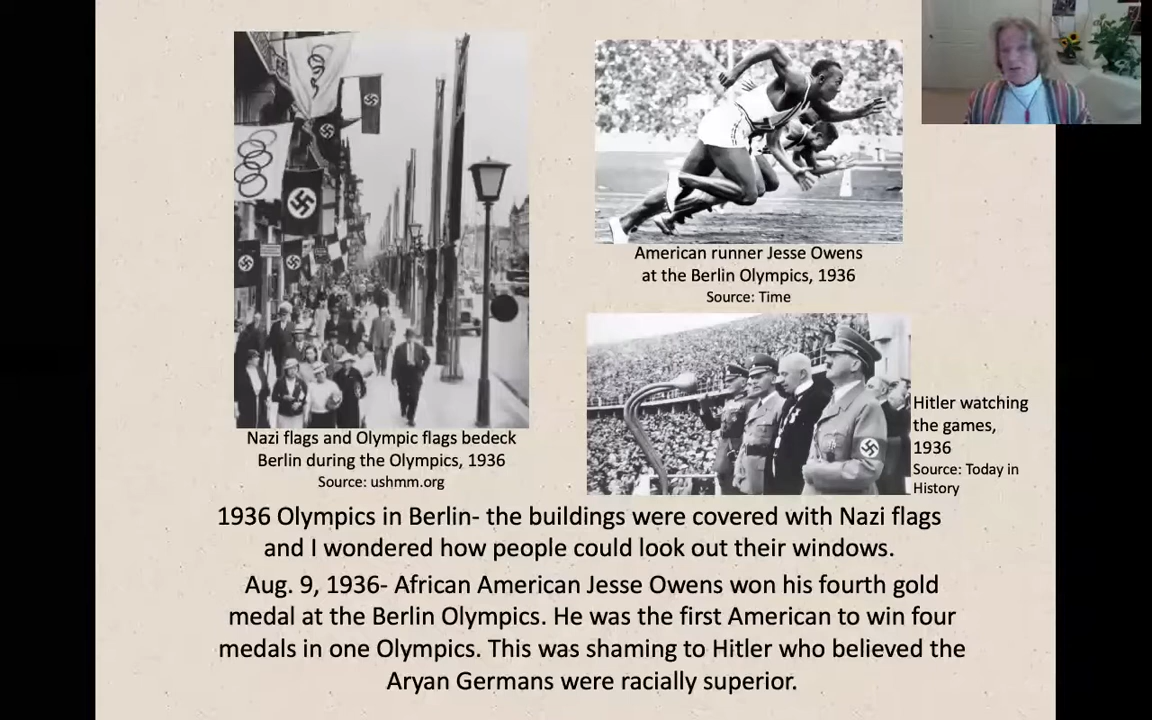 Nazi flags and Olympic flags bedeck
Berlin during the Olympics, 1936
Source: ushmm.org
American runner Jesse Owens
at the Berlin Olympics, 1936
Source: Time
Hitler watching
the games,
1936
Source: Today in
History
1936 Olympics in Berlin- the buildings were covered with Nazi flags
and I wondered how people could look out their windows.
Aug. 9, 1936- African American Jesse Owens won his fourth gold
medal at the Berlin Olympics. He was the first American to win four
medals in one Olympics. This was shaming to Hitler who believed the
Aryan Germans were racially superior.